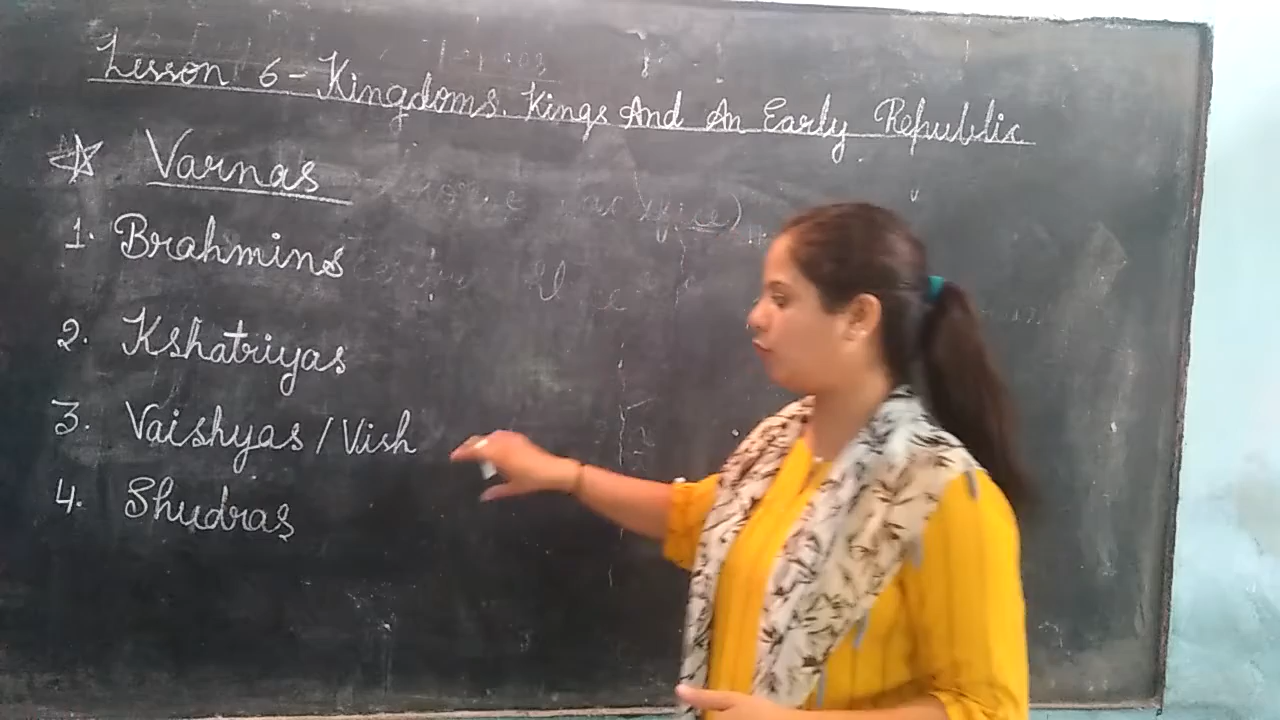 Lesson 6 - Kingdoms, Kings And An Early Republic
Varnas
1. Brahmins
2. Kshatriyas
3. Vaishyas / Vish
4. Shudras